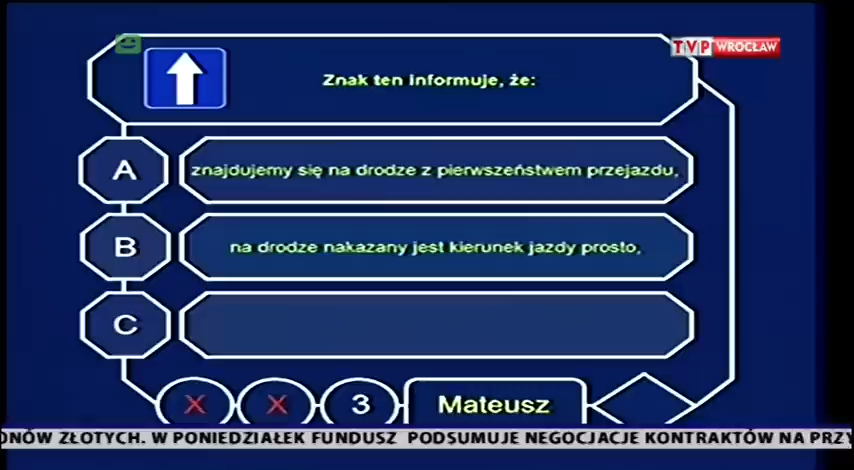 TVP WROCŁAW
Znak ten informuje, że:
A znajdujemy się na drodze z pierwszeństwem przejazdu,
B na drodze nakazany jest kierunek jazdy prosto,
C
X X 3 Mateusz
ONÓW ZŁOTYCH. W PONIEDZIAŁEK FUNDUSZ PODSUMUJE NEGOCJACJE KONTRAKTÓW NA PRZY